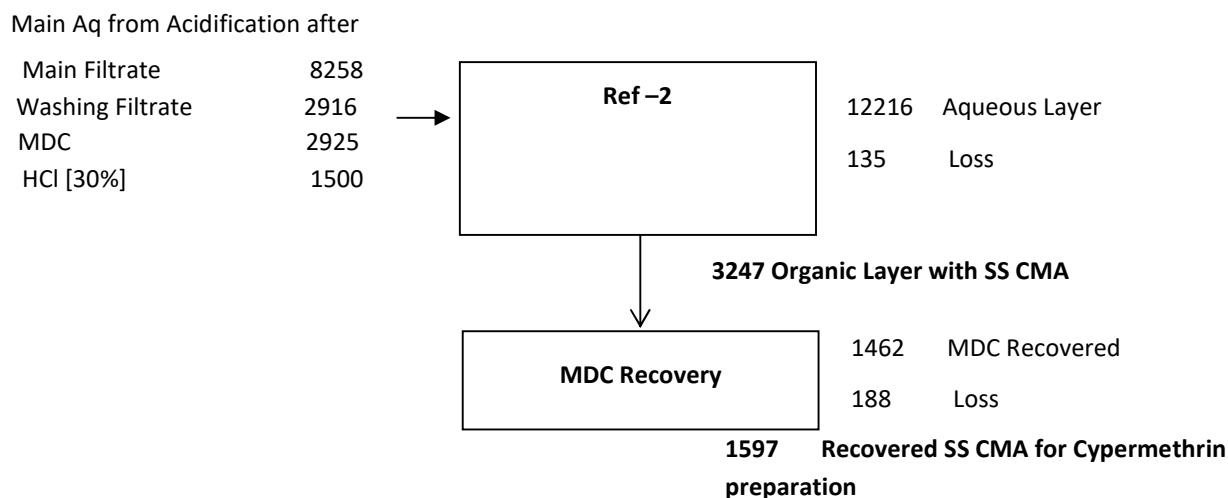 Main Aq from Acidification after
Main Filtrate 8258
Washing Filtrate 2916
MDC 2925
HCl [30%] 1500
Ref –2
12216 Aqueous Layer
135 Loss
3247 Organic Layer with SS CMA
MDC Recovery
1462 MDC Recovered
188 Loss
1597 Recovered SS CMA for Cypermethrin
preparation